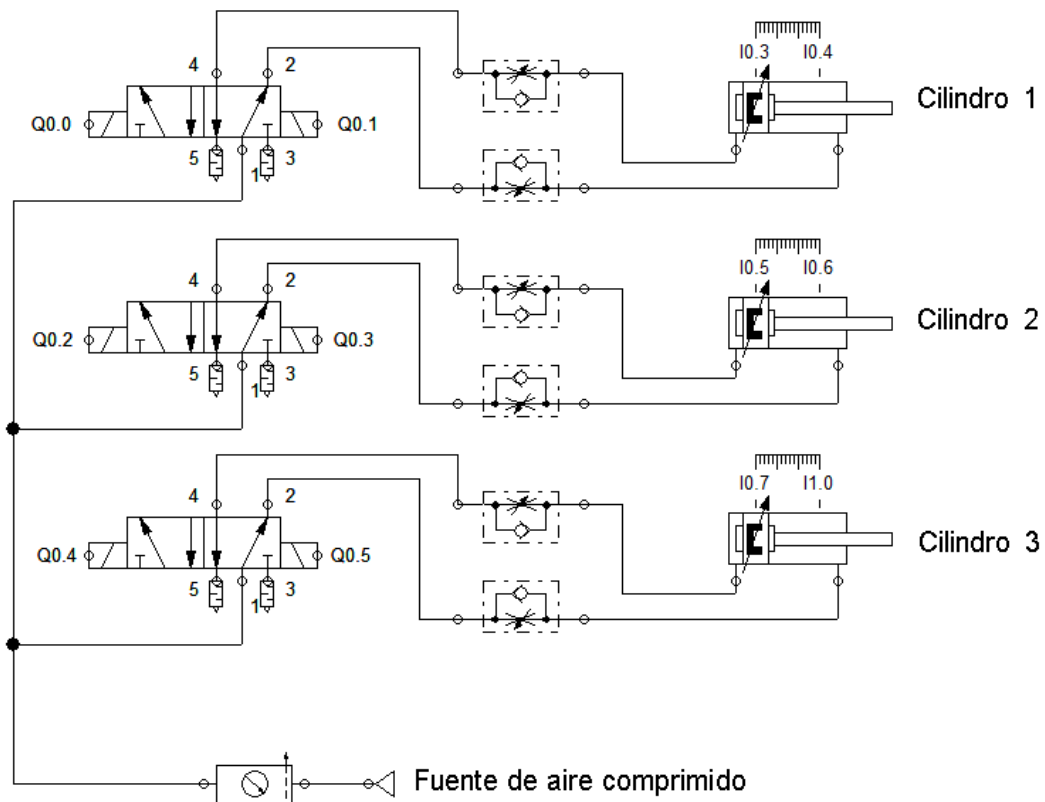 I0.3 I0.4
4 2
Q0.0 Q0.1 Cilindro 1
5 1 3
I0.5 I0.6
4 2
Q0.2 Q0.3 Cilindro 2
5 1 3
I0.7 I1.0
4 2
Q0.4 Q0.5 Cilindro 3
5 1 3
Fuente de aire comprimido